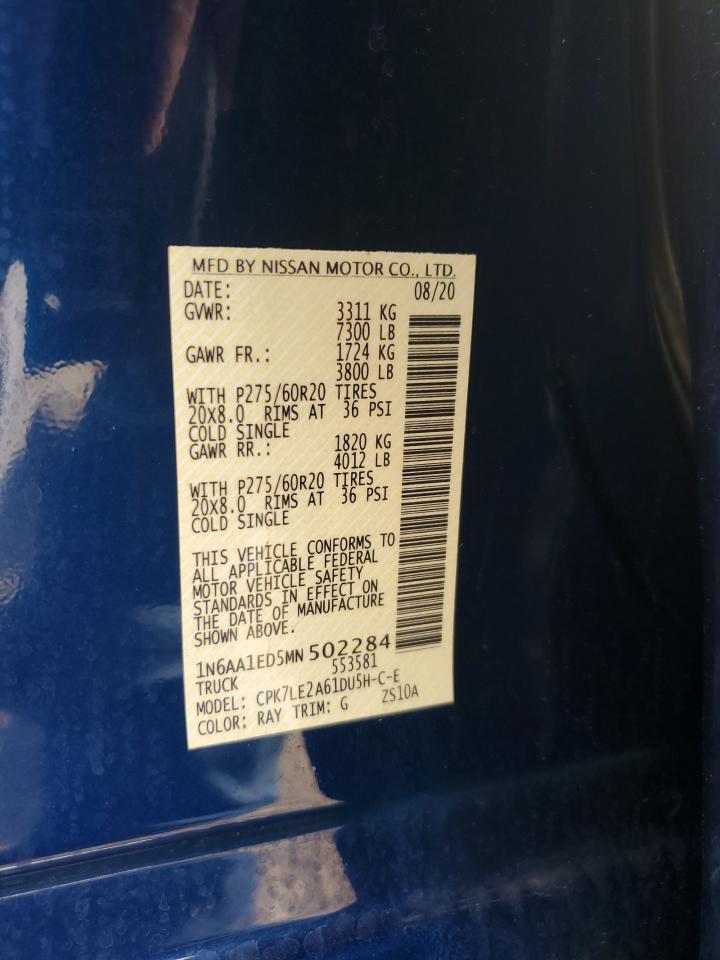 MFD BY NISSAN MOTOR CO., LTD.
DATE: 08/20
GVWR: 3311 KG
7300 LB
GAWR FR.: 1724 KG
3800 LB
WITH P275/60R20 TIRES
20X8.0 RIMS AT 36 PSI
COLD SINGLE
GAWR RR.: 1820 KG
4012 LB
WITH P275/60R20 TIRES
20X8.0 RIMS AT 36 PSI
COLD SINGLE
THIS VEHICLE CONFORMS TO
ALL APPLICABLE FEDERAL
MOTOR VEHICLE SAFETY
STANDARDS IN EFFECT ON
THE DATE OF MANUFACTURE
SHOWN ABOVE.
1N6AA1ED5MN 502284
TRUCK 553581
MODEL: CPK7LE2A61DU5H-C-E
COLOR: RAY TRIM: G ZS10A